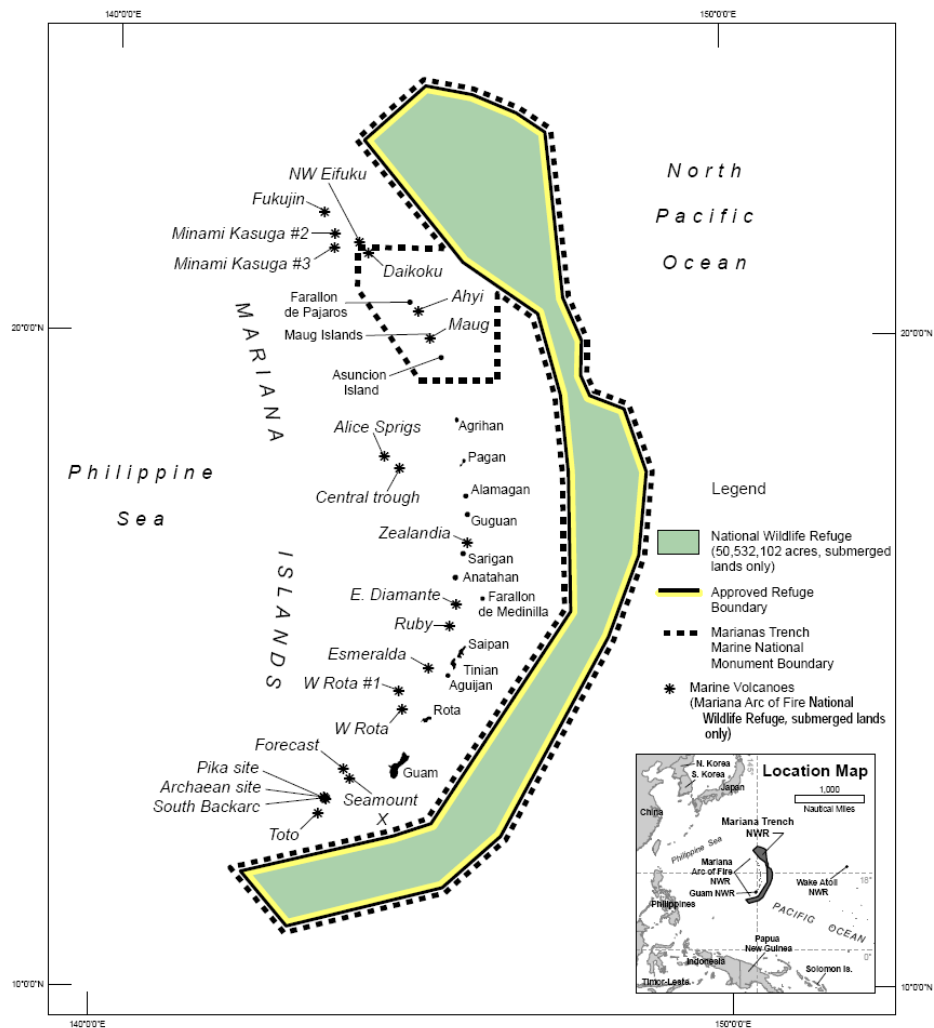 140°0'0"E
150°0'0"E
North
Pacific
Ocean
NW Eifuku
Fukujin
Minami Kasuga #2
Minami Kasuga #3
Daikoku
Farallon
de Pajaros
Ahyi
Maug Islands
Maug
Asuncion
Island
20°0'0"N
20°0'0"N
MARIANA
ISLANDS
Philippine
Sea
Alice Sprigs
Central trough
Agrihan
Pagan
Alamagan
Guguan
Zealandia
Sarigan
Anatahan
E. Diamante
Farallon
de Medinilla
Ruby
Saipan
Esmeralda
Tinian
Aguijan
W Rota #1
Rota
W Rota
Forecast
Guam
Pika site
Archaean site
South Backarc
Seamount
X
Toto
Legend
National Wildlife Refuge
(50,532,102 acres, submerged
lands only)
Approved Refuge
Boundary
Marianas Trench
Marine National
Monument Boundary
Marine Volcanoes
(Mariana Arc of Fire National
Wildlife Refuge, submerged lands
only)
Location Map
1,000
Nautical Miles
145°
N. Korea
S. Korea
Japan
China
Mariana Trench
NWR
Philippine Sea
Mariana
Arc of Fire
NWR
Guam NWR
Wake Atoll
NWR
15°
Philippines
PACIFIC OCEAN
Papua
New Guinea
Indonesia
0°
Solomon Is.
Timor-Leste
10°0'0"N
10°0'0"N
140°0'0"E
150°0'0"E